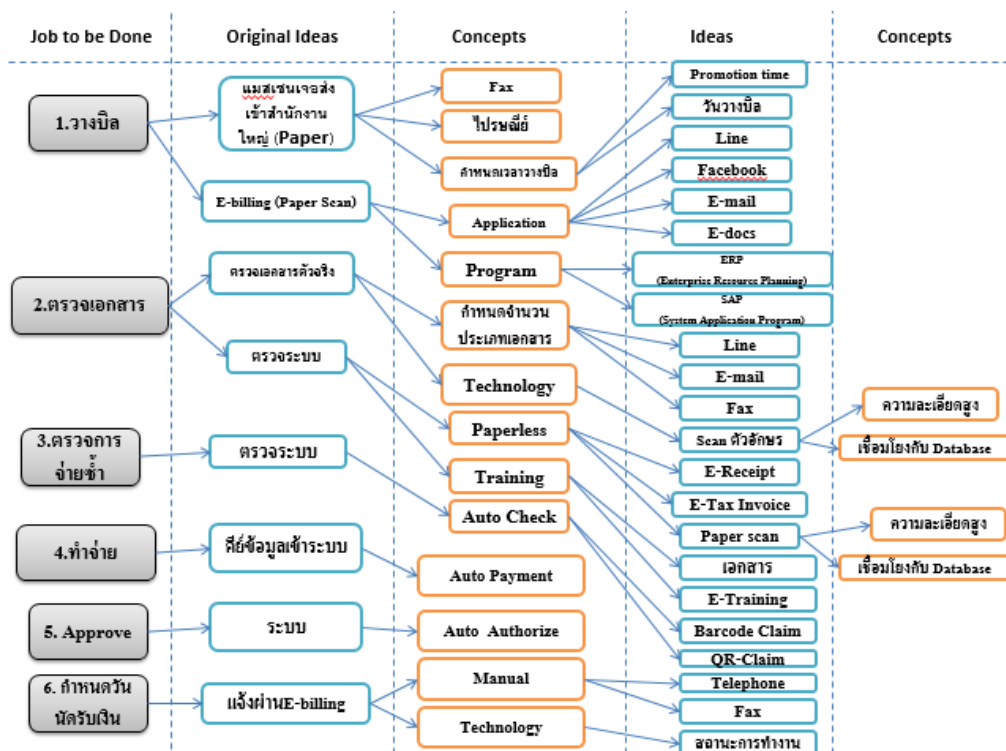 Job to be Done
Original Ideas
Concepts
Ideas
Concepts
1.วางบิล
2.ตรวจเอกสาร
3.ตรวจการ
จ่ายซ้ำ
4.ทำจ่าย
5. Approve
6. กำหนดวัน
นัดรับเงิน
แมสเซนเจอส่ง
เข้าสำนักงาน
ใหญ่ (Paper)
E-billing (Paper Scan)
ตรวจเอกสารตัวจริง
ตรวจระบบ
ตรวจระบบ
คีย์ข้อมูลเข้าระบบ
ระบบ
แจ้งผ่านE-billing
Fax
ไปรษณีย์
กำหนดเวลาวางบิล
Application
Program
กำหนดจำนวน
ประเภทเอกสาร
Technology
Paperless
Training
Auto Check
Auto Payment
Auto Authorize
Manual
Technology
Promotion time
วันวางบิล
Line
Facebook
E-mail
E-docs
ERP
(Enterprise Resource Planning)
SAP
(System Application Program)
Line
E-mail
Fax
Scan ตัวอักษร
E-Receipt
E-Tax Invoice
Paper scan
เอกสาร
E-Training
Barcode Claim
QR-Claim
Telephone
Fax
สถานะการทำงาน
ความละเอียดสูง
เชื่อมโยงกับ Database
ความละเอียดสูง
เชื่อมโยงกับ Database